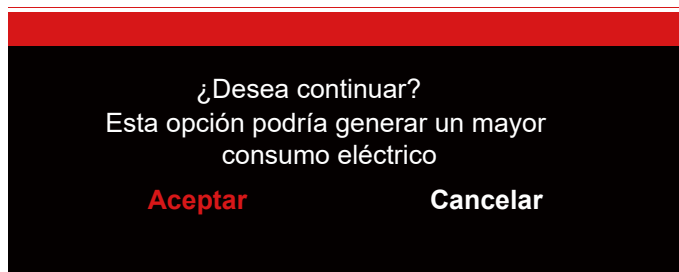 ¿Desea continuar?
Esta opción podría generar un mayor
consumo eléctrico
Aceptar Cancelar